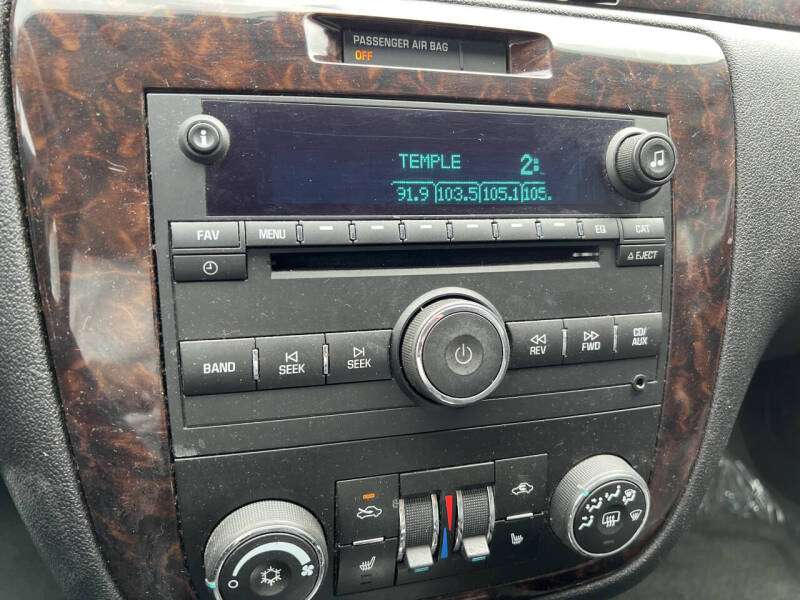 PASSENGER AIR BAG
OFF
TEMPLE 2:
91.9 103.5 105.1 105.
FAV MENU EQ CAT
EJECT
BAND SEEK SEEK REV FWD CD/
AUX